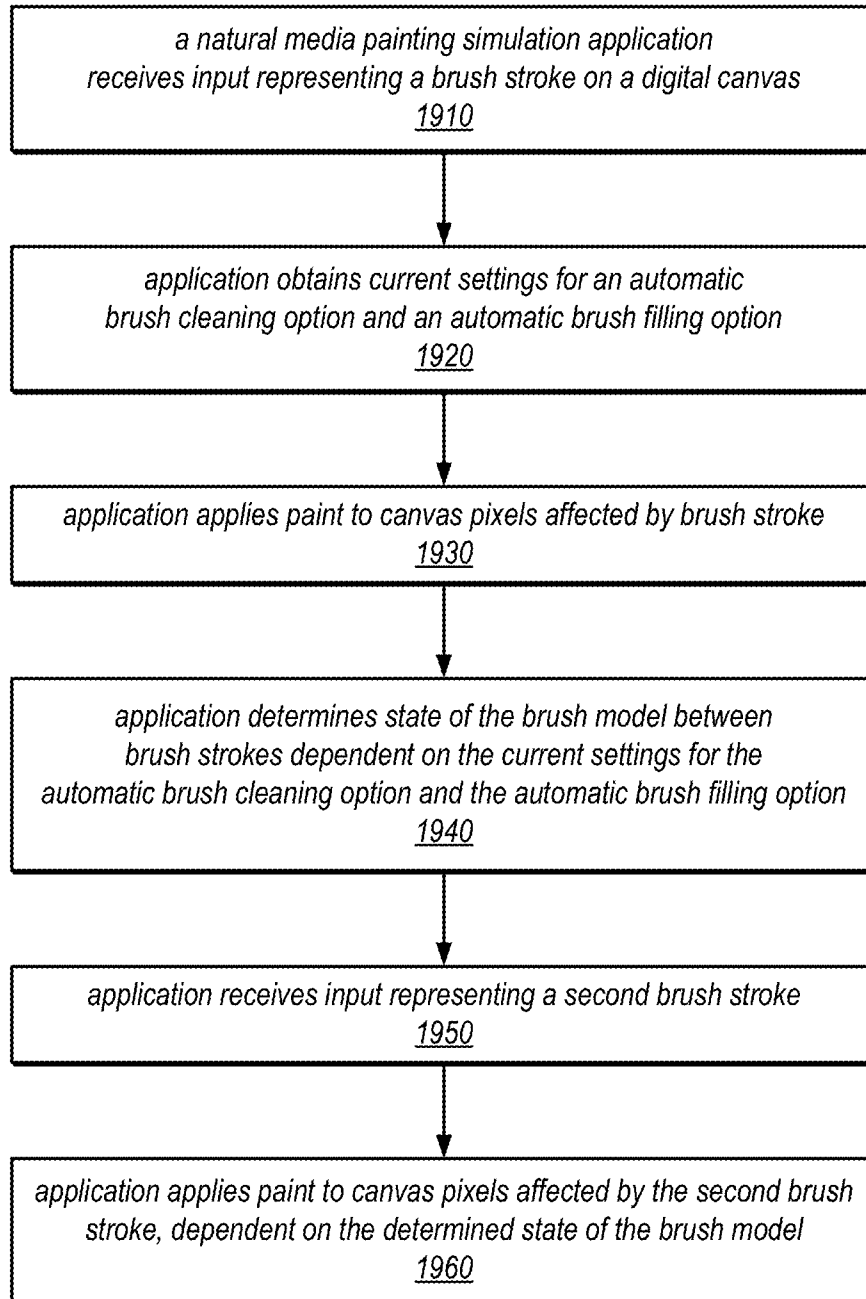 a natural media painting simulation application
receives input representing a brush stroke on a digital canvas
1910
application obtains current settings for an automatic
brush cleaning option and an automatic brush filling option
1920
application applies paint to canvas pixels affected by brush stroke
1930
application determines state of the brush model between
brush strokes dependent on the current settings for the
automatic brush cleaning option and the automatic brush filling option
1940
application receives input representing a second brush stroke
1950
application applies paint to canvas pixels affected by the second brush
stroke, dependent on the determined state of the brush model
1960